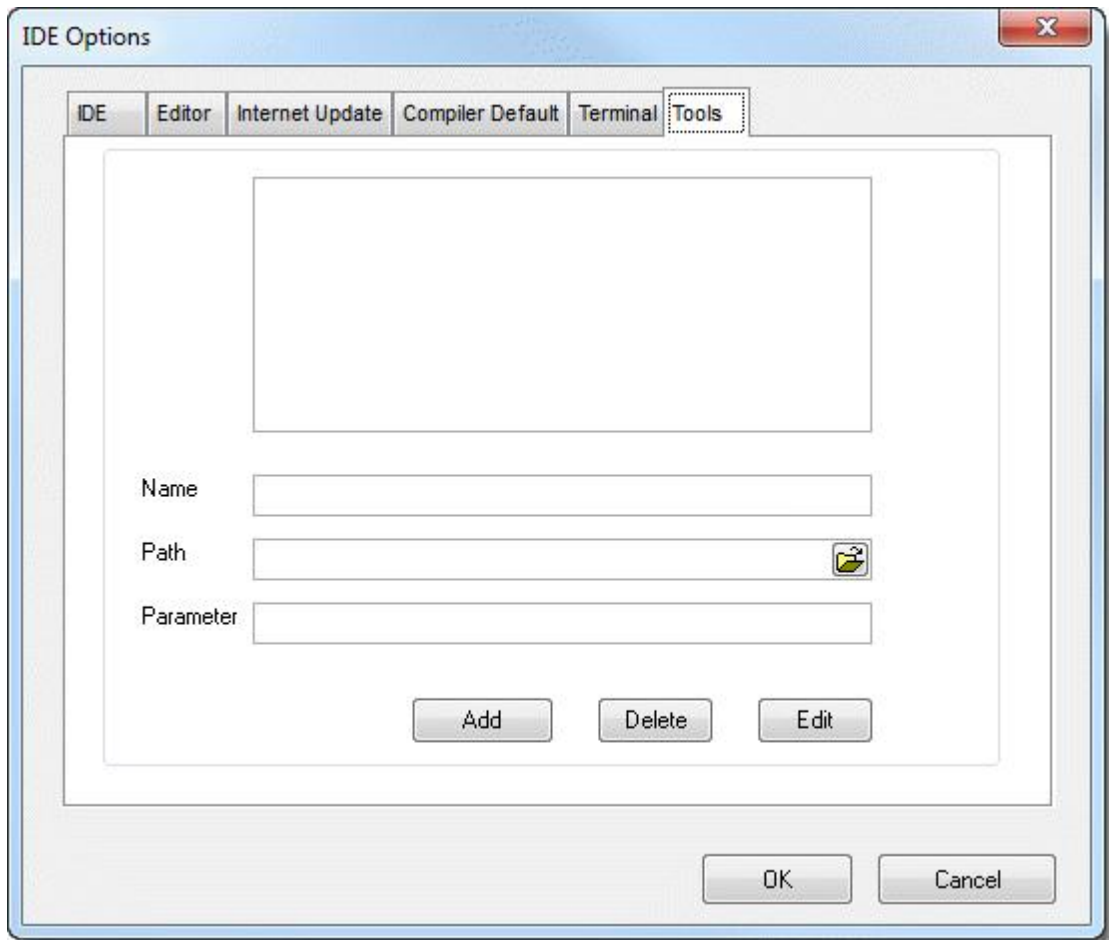 IDE Options
IDE Editor Internet Update Compiler Default Terminal Tools
Name
Path
Parameter
Add Delete Edit
OK Cancel